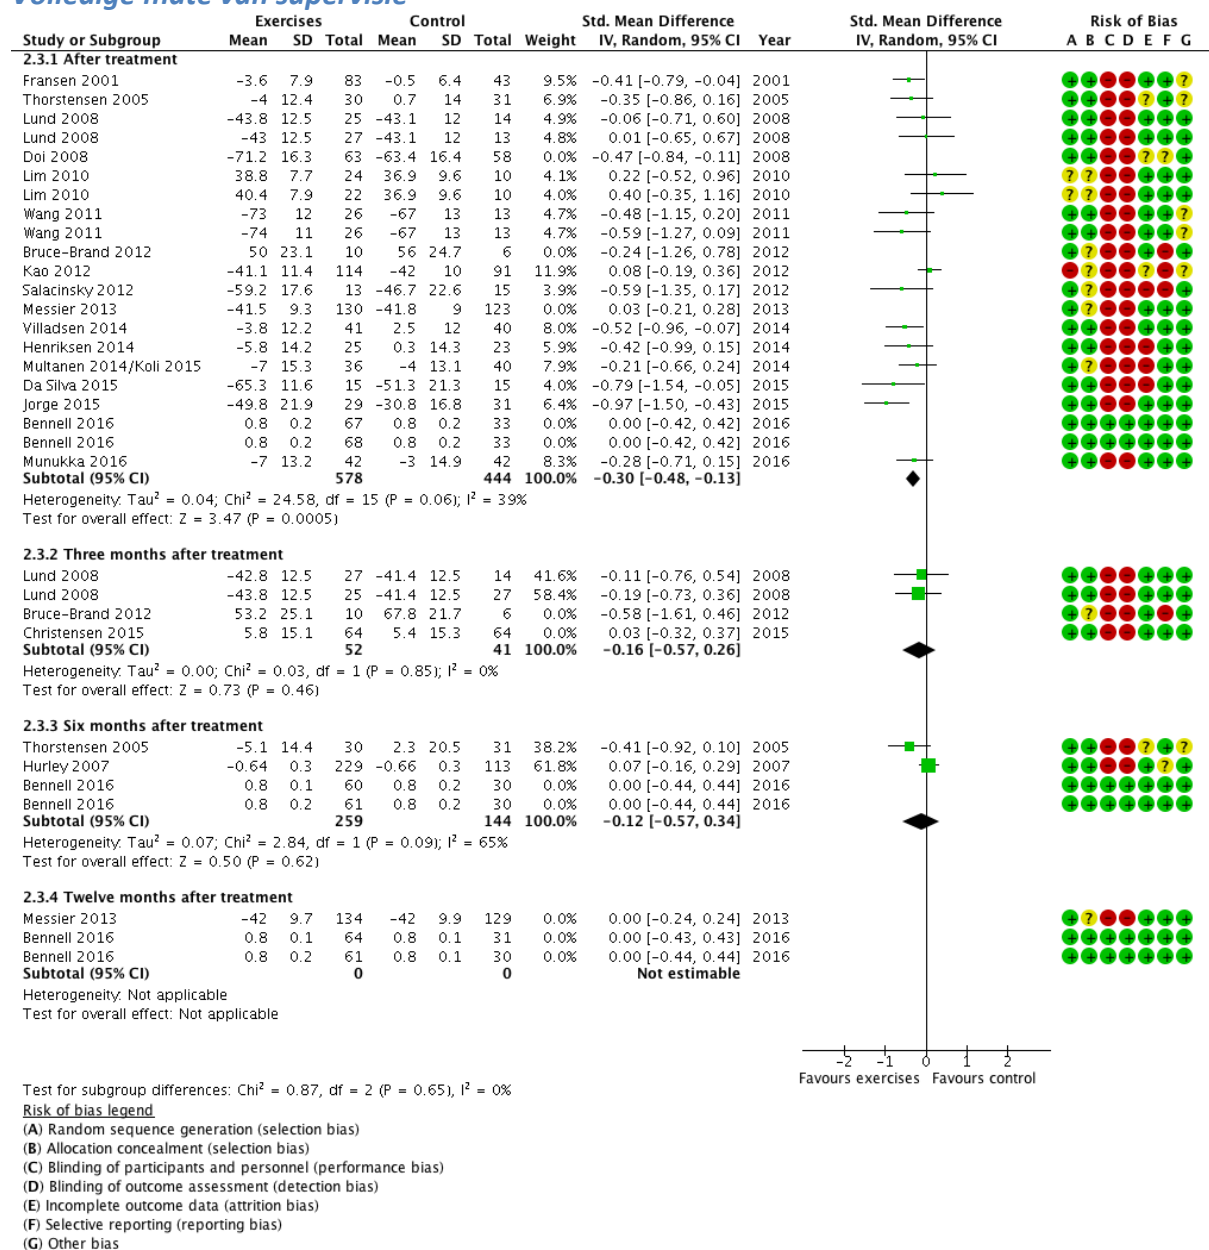 Volledige mate van supervisie
Exercises Control Std. Mean Difference Std. Mean Difference Risk of Bias
Study or Subgroup Mean SD Total Mean SD Total Weight IV, Random, 95% CI Year IV, Random, 95% CI A B C D E F G
2.3.1 After treatment
Fransen 2001 −3.6 7.9 83 −0.5 6.4 43 9.5% −0.41 [−0.79, −0.04] 2001 + + − − + + ?
Thorstensen 2005 −4 12.4 30 0.7 14 31 6.9% −0.35 [−0.86, 0.16] 2005 + + − − ? + ?
Lund 2008 −43.8 12.5 25 −43.1 12 14 4.9% −0.06 [−0.71, 0.60] 2008 + + − − + + +
Lund 2008 −43 12.5 27 −43.1 12 13 4.9% 0.01 [−0.65, 0.67] 2008 + + − − + + +
Doi 2008 −71.2 16.3 63 −63.4 16.4 58 0.0% −0.47 [−0.84, −0.11] 2008 + + − − ? ? +
Lim 2010 38.8 7.7 24 36.9 9.6 10 4.1% 0.22 [−0.52, 0.96] 2010 ? ? − − + + +
Lim 2010 40.4 7.9 22 36.9 9.6 10 4.0% 0.40 [−0.35, 1.16] 2010 ? ? − − + + +
Wang 2011 −73 12 26 −67 13 13 4.7% −0.48 [−1.15, 0.20] 2011 + + − − + + ?
Wang 2011 −74 11 26 −67 13 13 4.7% −0.59 [−1.27, 0.09] 2011 + + − − + + ?
Bruce−Brand 2012 50 23.1 10 56 24.7 6 0.0% −0.24 [−1.26, 0.78] 2012 + ? − − + − +
Kao 2012 −41.1 11.4 114 −42 10 91 11.9% 0.08 [−0.19, 0.36] 2012 − ? − − ? − ?
Salacinsky 2012 −59.2 17.6 13 −46.7 22.6 15 3.9% −0.59 [−1.35, 0.17] 2012 + ? − − − − +
Messier 2013 −41.5 9.3 130 −41.8 9 123 0.0% 0.03 [−0.21, 0.28] 2013 + ? − − + + +
Villadsen 2014 −3.8 12.2 41 2.5 12 40 8.0% −0.52 [−0.96, −0.07] 2014 + + − − + + +
Henriksen 2014 −5.8 14.2 25 0.3 14.3 23 5.9% −0.42 [−0.99, 0.15] 2014 + + − − − + +
Multanen 2014/Koli 2015 −7 15.3 36 −4 13.1 40 7.9% −0.21 [−0.66, 0.24] 2014 + ? − − + + +
Da Silva 2015 −65.3 11.6 15 −51.3 21.3 15 4.0% −0.79 [−1.54, −0.05] 2015 + + − − − + +
Jorge 2015 −49.8 21.9 29 −30.8 16.8 31 6.4% −0.97 [−1.50, −0.43] 2015 + + − − + + +
Bennell 2016 0.8 0.2 67 0.8 0.2 33 0.0% 0.00 [−0.42, 0.42] 2016 + + + + + + +
Bennell 2016 0.8 0.2 68 0.8 0.2 33 0.0% 0.00 [−0.42, 0.42] 2016 + + + + + + +
Munukka 2016 −7 13.2 42 −3 14.9 42 8.3% −0.28 [−0.71, 0.15] 2016 + + − − + + +
Subtotal (95% CI) 578 444 100.0% −0.30 [−0.48, −0.13]
Heterogeneity: Tau² = 0.04; Chi² = 24.58, df = 15 (P = 0.06); I² = 39%
Test for overall effect: Z = 3.47 (P = 0.0005)
2.3.2 Three months after treatment
Lund 2008 −42.8 12.5 27 −41.4 12.5 14 41.6% −0.11 [−0.76, 0.54] 2008 + + − − + + +
Lund 2008 −43.8 12.5 25 −41.4 12.5 27 58.4% −0.19 [−0.73, 0.36] 2008 + + − − + + +
Bruce−Brand 2012 53.2 25.1 10 67.8 21.7 6 0.0% −0.58 [−1.61, 0.46] 2012 + ? − − + − +
Christensen 2015 5.8 15.1 64 5.4 15.3 64 0.0% 0.03 [−0.32, 0.37] 2015 + + − − + + +
Subtotal (95% CI) 52 41 100.0% −0.16 [−0.57, 0.26]
Heterogeneity: Tau² = 0.00; Chi² = 0.03, df = 1 (P = 0.85); I² = 0%
Test for overall effect: Z = 0.73 (P = 0.46)
2.3.3 Six months after treatment
Thorstensen 2005 −5.1 14.4 30 2.3 20.5 31 38.2% −0.41 [−0.92, 0.10] 2005 + + − − ? + ?
Hurley 2007 −0.64 0.3 229 −0.66 0.3 113 61.8% 0.07 [−0.16, 0.29] 2007 + + − − + ? +
Bennell 2016 0.8 0.1 60 0.8 0.2 30 0.0% 0.00 [−0.44, 0.44] 2016 + + + + + + +
Bennell 2016 0.8 0.2 61 0.8 0.2 30 0.0% 0.00 [−0.44, 0.44] 2016 + + + + + + +
Subtotal (95% CI) 259 144 100.0% −0.12 [−0.57, 0.34]
Heterogeneity: Tau² = 0.07; Chi² = 2.84, df = 1 (P = 0.09); I² = 65%
Test for overall effect: Z = 0.50 (P = 0.62)
2.3.4 Twelve months after treatment
Messier 2013 −42 9.7 134 −42 9.9 129 0.0% 0.00 [−0.24, 0.24] 2013 + ? − − + + +
Bennell 2016 0.8 0.1 64 0.8 0.1 31 0.0% 0.00 [−0.43, 0.43] 2016 + + + + + + +
Bennell 2016 0.8 0.2 61 0.8 0.1 30 0.0% 0.00 [−0.44, 0.44] 2016 + + + + + + +
Subtotal (95% CI) 0 0 Not estimable
Heterogeneity: Not applicable
Test for overall effect: Not applicable
−2 −1 0 1 2
Favours exercises Favours control
Test for subgroup differences: Chi² = 0.87, df = 2 (P = 0.65), I² = 0%
Risk of bias legend
(A) Random sequence generation (selection bias)
(B) Allocation concealment (selection bias)
(C) Blinding of participants and personnel (performance bias)
(D) Blinding of outcome assessment (detection bias)
(E) Incomplete outcome data (attrition bias)
(F) Selective reporting (reporting bias)
(G) Other bias